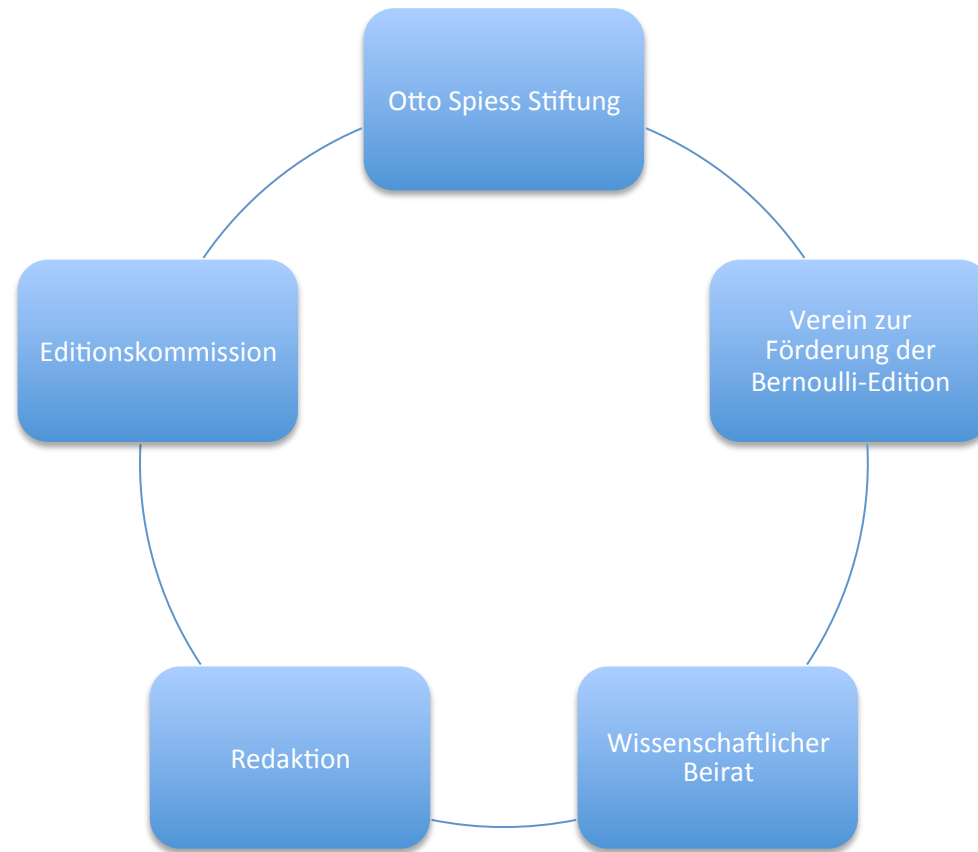 Otto Spiess Stiftung
Verein zur
Förderung der
Bernoulli-Edition
Wissenschaftlicher
Beirat
Redaktion
Editionskommission